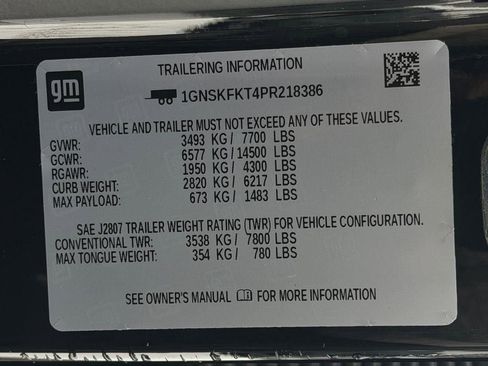 gm
TRAILERING INFORMATION
1GNSKFKT4PR218386
VEHICLE AND TRAILER MUST NOT EXCEED ANY OF THESE VALUES.
GVWR: 3493 KG / 7700 LBS
GCWR: 6577 KG / 14500 LBS
RGAWR: 1950 KG / 4300 LBS
CURB WEIGHT: 2820 KG / 6217 LBS
MAX PAYLOAD: 673 KG / 1483 LBS
SAE J2807 TRAILER WEIGHT RATING (TWR) FOR VEHICLE CONFIGURATION.
CONVENTIONAL TWR: 3538 KG / 7800 LBS
MAX TONGUE WEIGHT: 354 KG / 780 LBS
SEE OWNER'S MANUAL FOR MORE INFORMATION